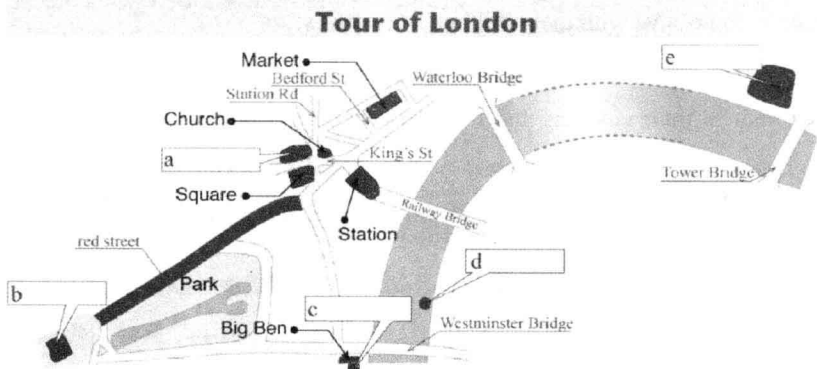 Tour of London
Market
Bedford St
Waterloo Bridge
e
Station Rd
Church
a
King's St
Square
Tower Bridge
Railway Bridge
Station
red street
d
Park
b
c
Big Ben
Westminster Bridge